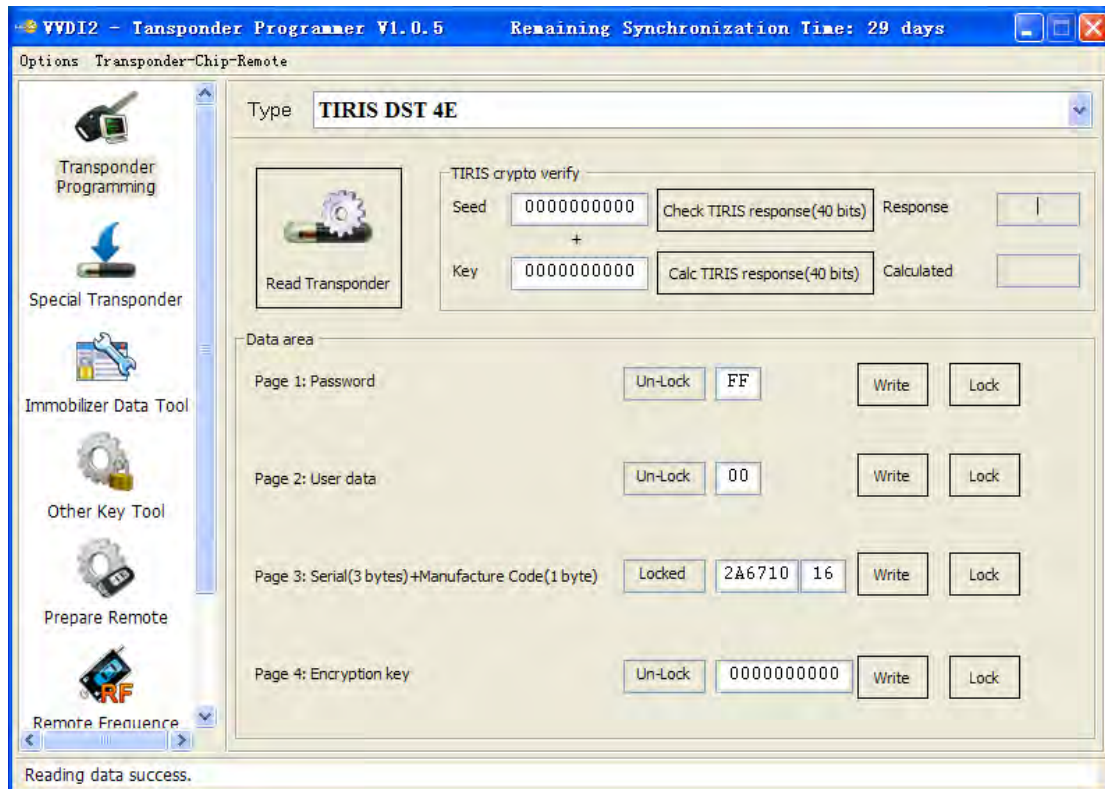 VVDI2 - Tansponder Programmer V1.0.5 Remaining Synchronization Time: 29 days
Options Transponder-Chip-Remote
Transponder
Programming
Special Transponder
Immobilizer Data Tool
Other Key Tool
Prepare Remote
RF
Remote Frequence
Type TIRIS DST 4E
Read Transponder
TIRIS crypto verify
Seed 0000000000 Check TIRIS response(40 bits) Response
+
Key 0000000000 Calc TIRIS response(40 bits) Calculated
Data area
Page 1: Password Un-Lock FF Write Lock
Page 2: User data Un-Lock 00 Write Lock
Page 3: Serial(3 bytes)+Manufacture Code(1 byte) Locked 2A6710 16 Write Lock
Page 4: Encryption key Un-Lock 0000000000 Write Lock
Reading data success.